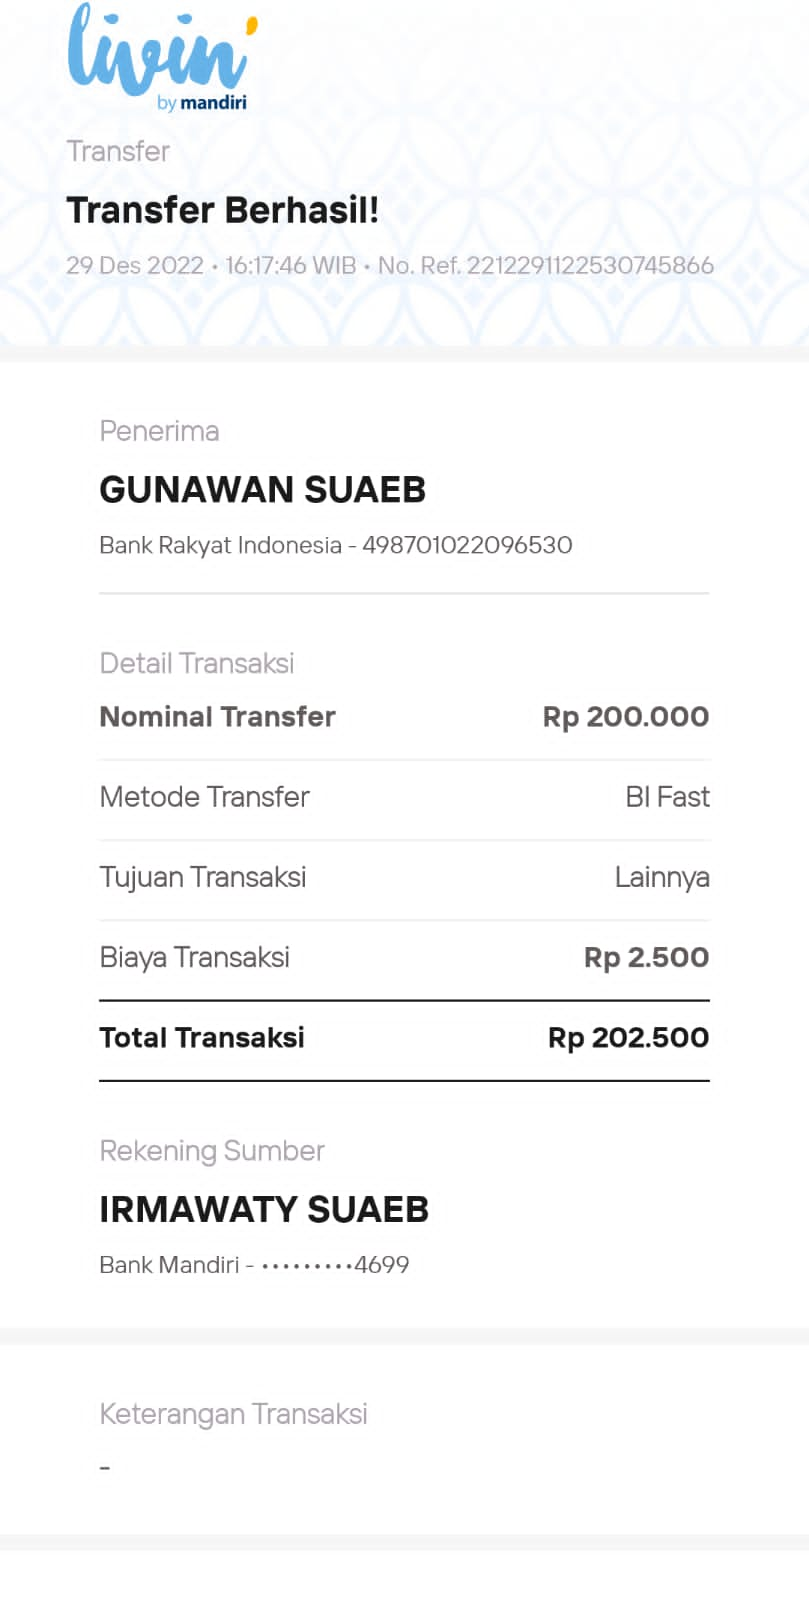 livin'
by mandiri
Transfer
Transfer Berhasil!
29 Des 2022 • 16:17:46 WIB • No. Ref. 2212291122530745866
Penerima
GUNAWAN SUAEB
Bank Rakyat Indonesia - 498701022096530
Detail Transaksi
Nominal Transfer Rp 200.000
Metode Transfer BI Fast
Tujuan Transaksi Lainnya
Biaya Transaksi Rp 2.500
Total Transaksi Rp 202.500
Rekening Sumber
IRMAWATY SUAEB
Bank Mandiri - •••••••••4699
Keterangan Transaksi
-